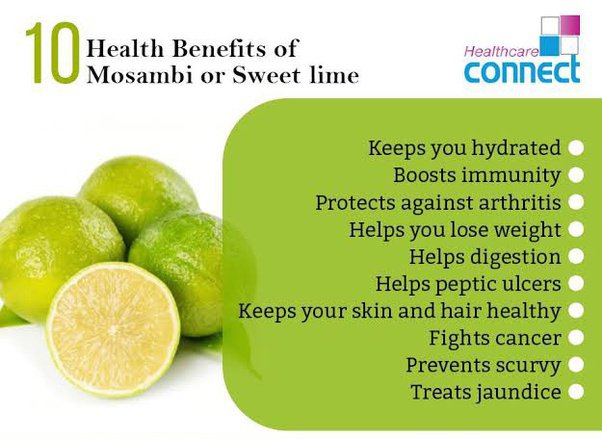 10 Health Benefits of
Mosambi or Sweet lime
Healthcare
connect
Keeps you hydrated
Boosts immunity
Protects against arthritis
Helps you lose weight
Helps digestion
Helps peptic ulcers
Keeps your skin and hair healthy
Fights cancer
Prevents scurvy
Treats jaundice